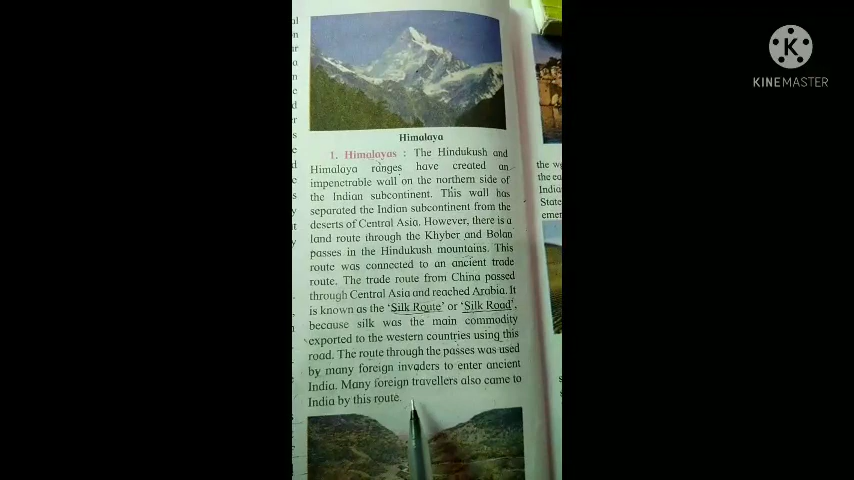 KINEMASTER
Himalaya
1. Himalayas : The Hindukush and
Himalaya ranges have created an
impenetrable wall on the northern side of
the Indian subcontinent. This wall has
separated the Indian subcontinent from the
deserts of Central Asia. However, there is a
land route through the Khyber and Bolan
passes in the Hindukush mountains. This
route was connected to an ancient trade
route. The trade route from China passed
through Central Asia and reached Arabia. It
is known as the 'Silk Route' or 'Silk Road',
because silk was the main commodity
exported to the western countries using this
road. The route through the passes was used
by many foreign invaders to enter ancient
India. Many foreign travellers also came to
India by this route.
the
India
State